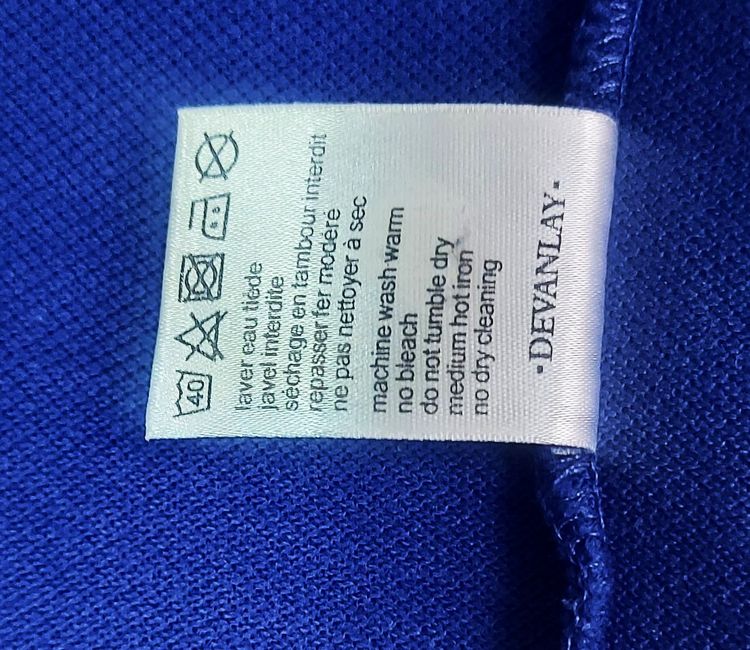 40
laver eau tiède
javel interdite
séchage en tambour interdit
repasser fer modéré
ne pas nettoyer à sec
machine wash warm
no bleach
do not tumble dry
medium hot iron
no dry cleaning
·DEVANLAY·